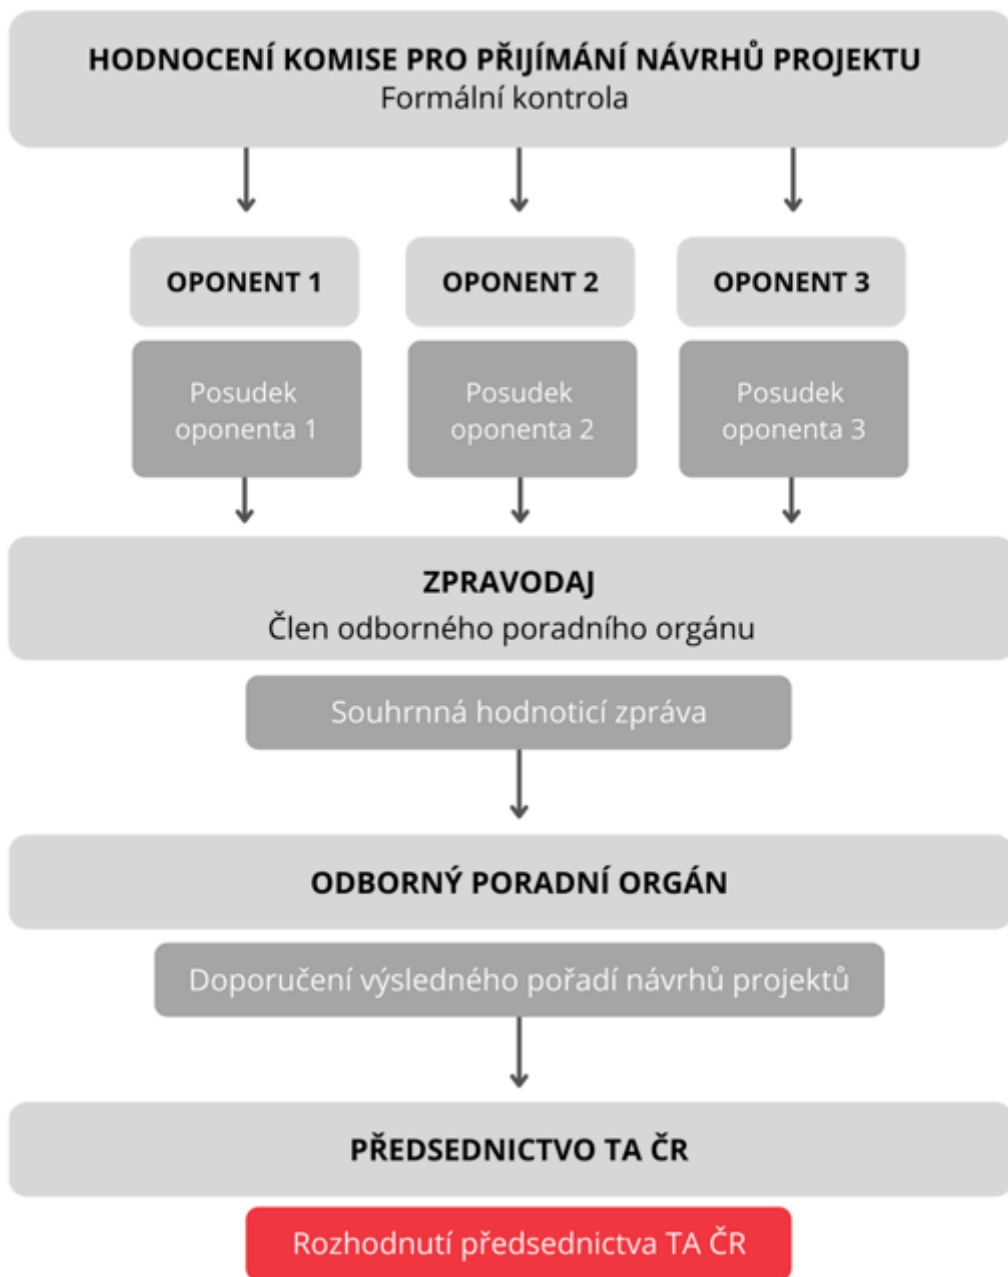 HODNOCENÍ KOMISE PRO PŘIJÍMÁNÍ NÁVRHŮ PROJEKTU
Formální kontrola
OPONENT 1
OPONENT 2
OPONENT 3
Posudek
oponenta 1
Posudek
oponenta 2
Posudek
oponenta 3
ZPRAVODAJ
Člen odborného poradního orgánu
Souhrnná hodnoticí zpráva
ODBORNÝ PORADNÍ ORGÁN
Doporučení výsledného pořadí návrhů projektů
PŘEDSEDNICTVO TA ČR
Rozhodnutí předsednictva TA ČR